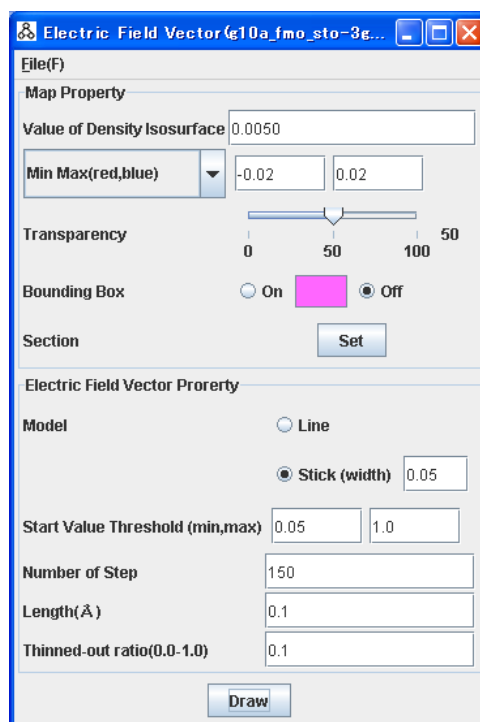 Electric Field Vector(g10a_fmo_sto-3g...
File(F)
Map Property
Value of Density Isosurface 0.0050
Min Max(red,blue) -0.02 0.02
Transparency 50
0 50 100
Bounding Box On Off
Section Set
Electric Field Vector Prorerty
Model Line
Stick (width) 0.05
Start Value Threshold (min,max) 0.05 1.0
Number of Step 150
Length(Å) 0.1
Thinned-out ratio(0.0-1.0) 0.1
Draw